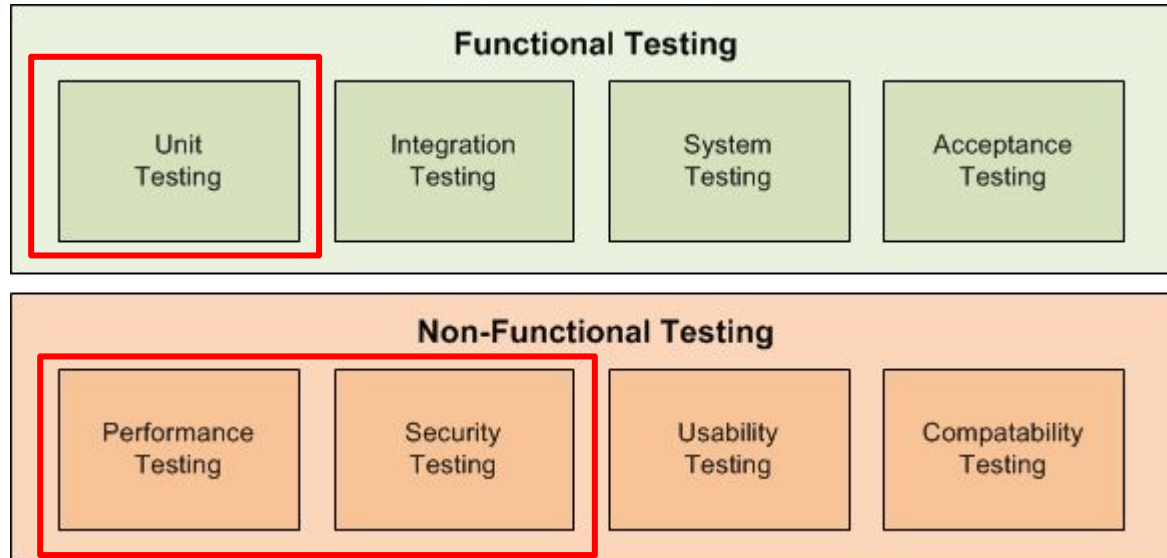 Functional Testing
Unit
Testing
Integration
Testing
System
Testing
Acceptance
Testing
Non-Functional Testing
Performance
Testing
Security
Testing
Usability
Testing
Compatability
Testing